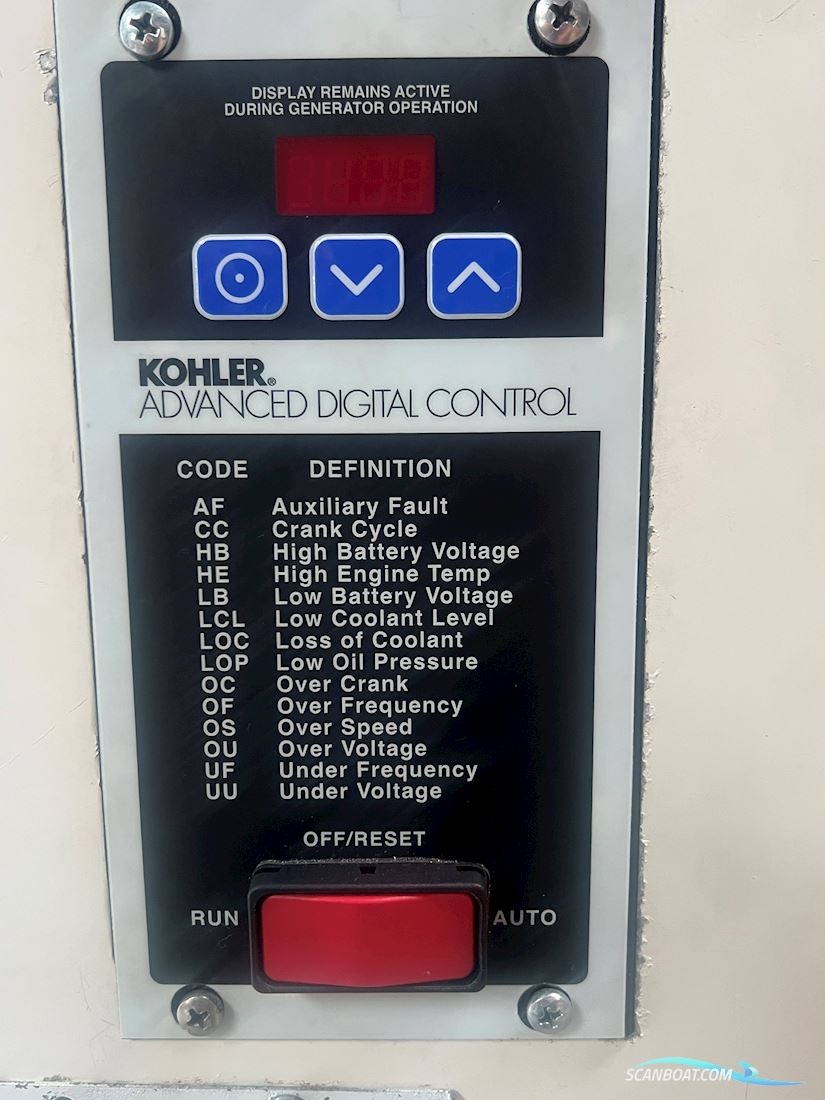 DISPLAY REMAINS ACTIVE
DURING GENERATOR OPERATION
KOHLER®
ADVANCED DIGITAL CONTROL
CODE DEFINITION
AF Auxiliary Fault
CC Crank Cycle
HB High Battery Voltage
HE High Engine Temp
LB Low Battery Voltage
LCL Low Coolant Level
LOC Loss of Coolant
LOP Low Oil Pressure
OC Over Crank
OF Over Frequency
OS Over Speed
OU Over Voltage
UF Under Frequency
UU Under Voltage
OFF/RESET
RUN AUTO
SCANBOAT.COM